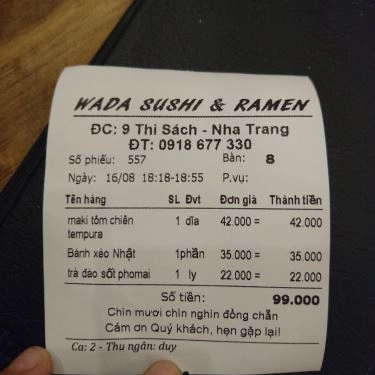 WADA SUSHI & RAMEN
ĐC: 9 Thi Sách - Nha Trang
ĐT: 0918 677 330
Số phiếu: 557 Bàn: 8
Ngày: 16/08 18:18-18:55 P.vụ:
Tên hàng SL Đvt Đơn giá Thành tiền
maki tôm chiên 1 dĩa 42.000 = 42.000
tempura
Bánh xèo Nhật 1phần 35.000 = 35.000
trà đào sốt phomai 1 ly 22.000 = 22.000
Số tiền: 99.000
Chín mươi chín nghìn đồng chẵn
Cám ơn Quý khách, hẹn gặp lại!
Ca: 2 - Thu ngân: duy